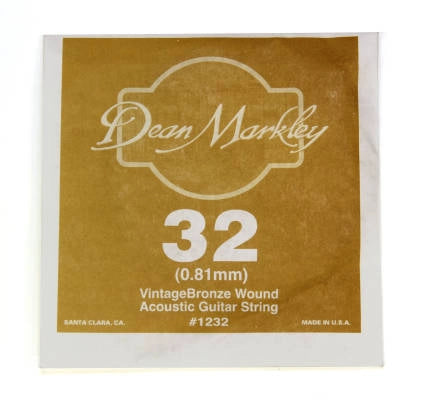 Dean Markley
32
(0.81mm)
VintageBronze Wound
Acoustic Guitar String
#1232
SANTA CLARA, CA.
MADE IN U.S.A.